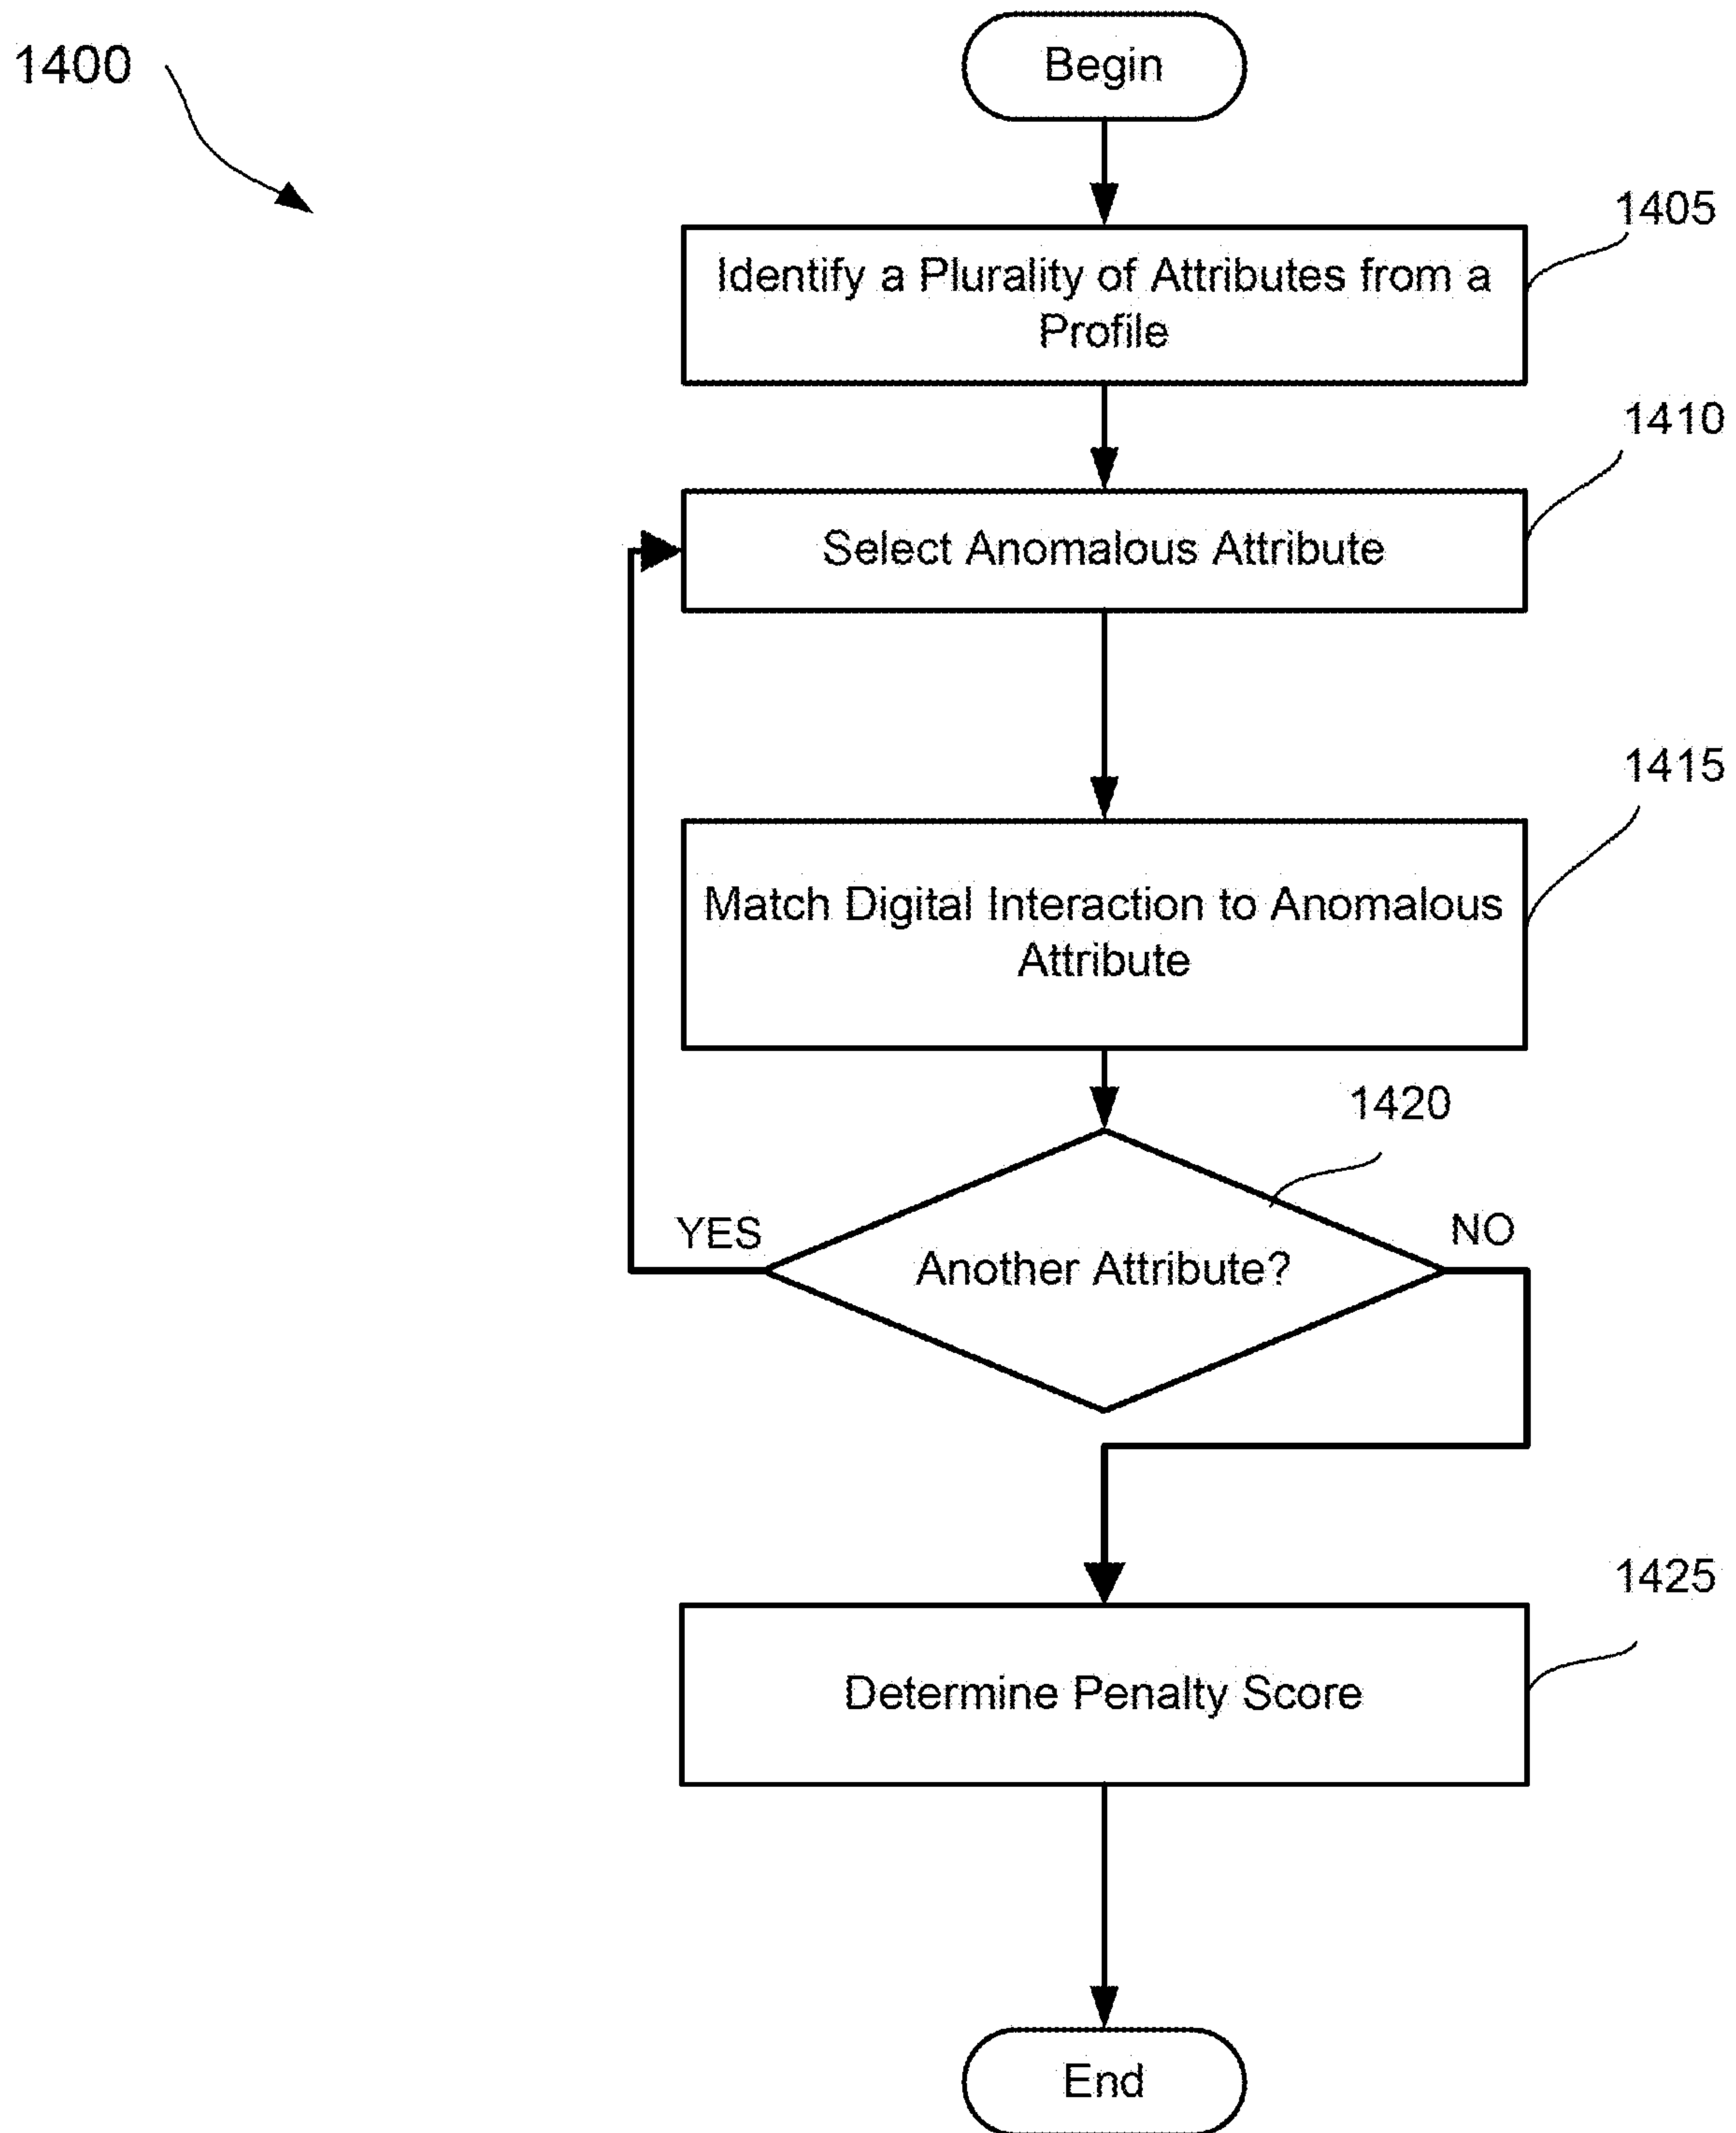 1400
Begin
1405
Identify a Plurality of Attributes from a
Profile
1410
Select Anomalous Attribute
1415
Match Digital Interaction to Anomalous
Attribute
1420
YES
NO
Another Attribute?
1425
Determine Penalty Score
End